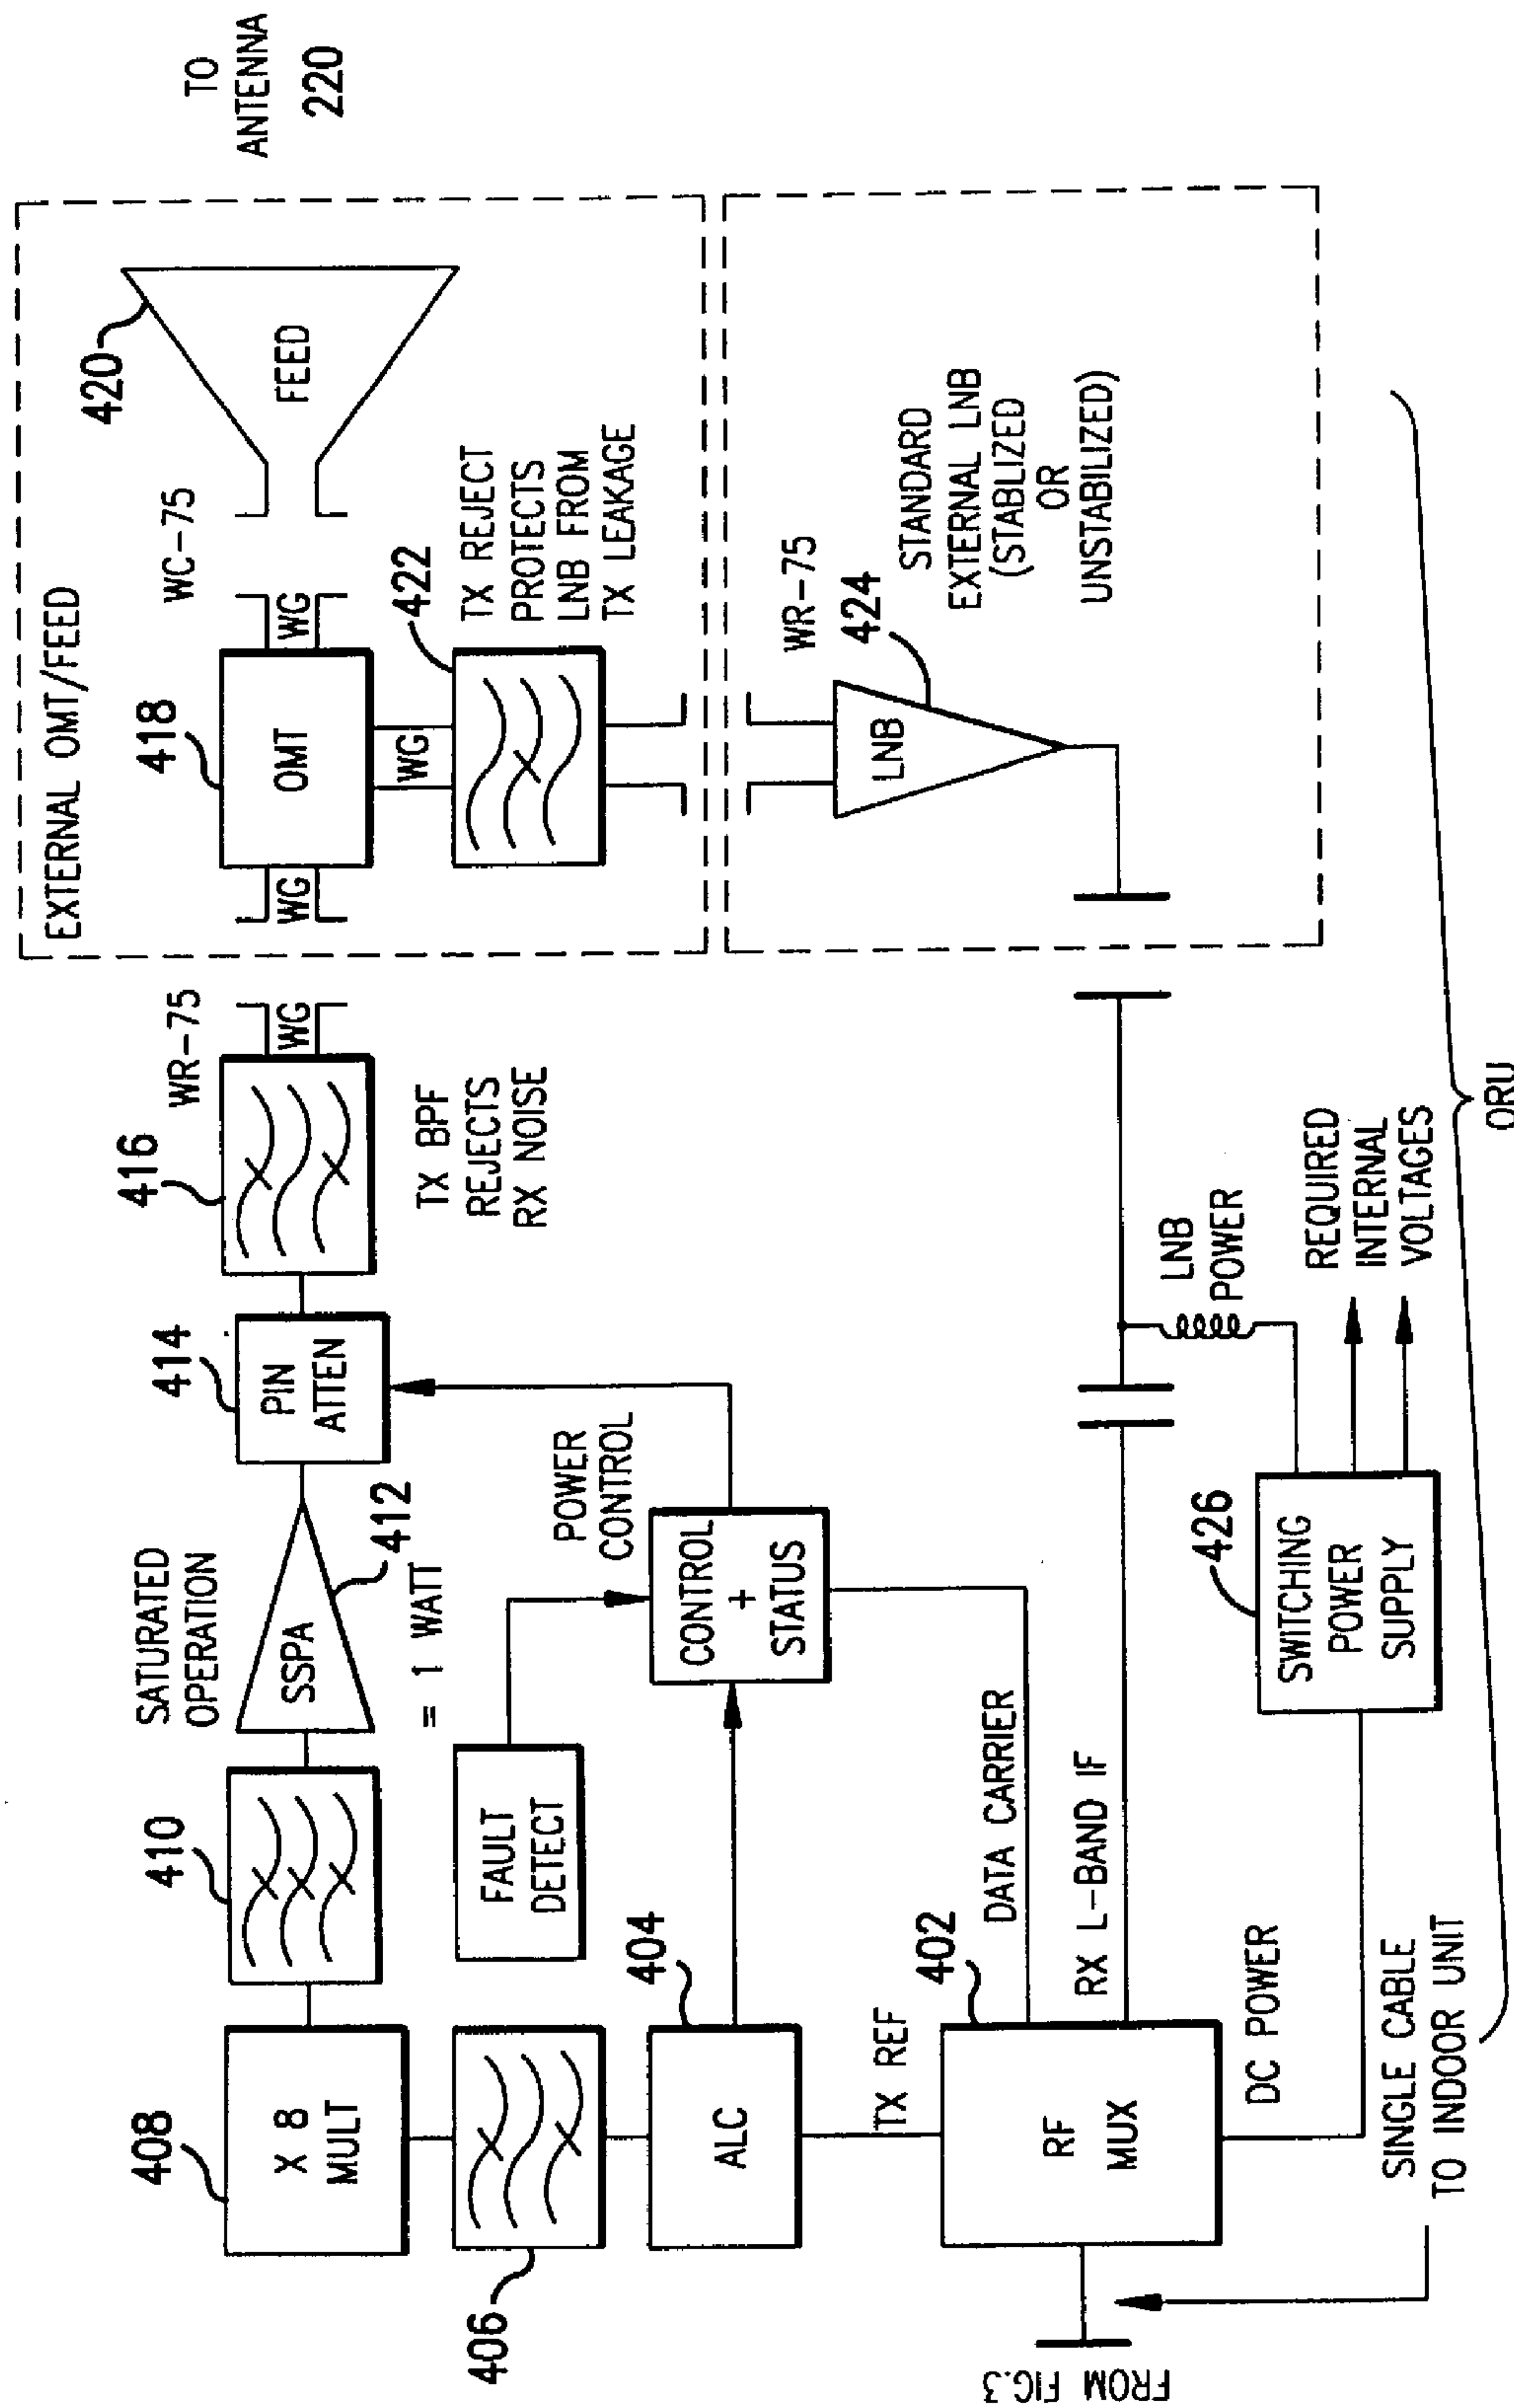 TO
ANTENNA
220
EXTERNAL OMT/FEED
WC-75
420
FEED
418
OMT
WG
WG
WG
422
TX REJECT
PROTECTS
LNB FROM
TX LEAKAGE
WR-75
424
LNB
STANDARD
EXTERNAL LNB
(STABLIZED
OR
UNSTABILIZED)
WR-75
WG
416
TX BPF
REJECTS
RX NOISE
414
PIN
ATTEN
SATURATED
OPERATION
SSPA
412
= 1 WATT
410
408
X 8
MULT
406
FAULT
DETECT
POWER
CONTROL
CONTROL
+
STATUS
404
ALC
TX REF
402
RF
MUX
DATA CARRIER
RX L-BAND IF
DC POWER
LNB
POWER
426
SWITCHING
POWER
SUPPLY
REQUIRED
INTERNAL
VOLTAGES
SINGLE CABLE
TO INDOOR UNIT
FROM FIG.3
ORU